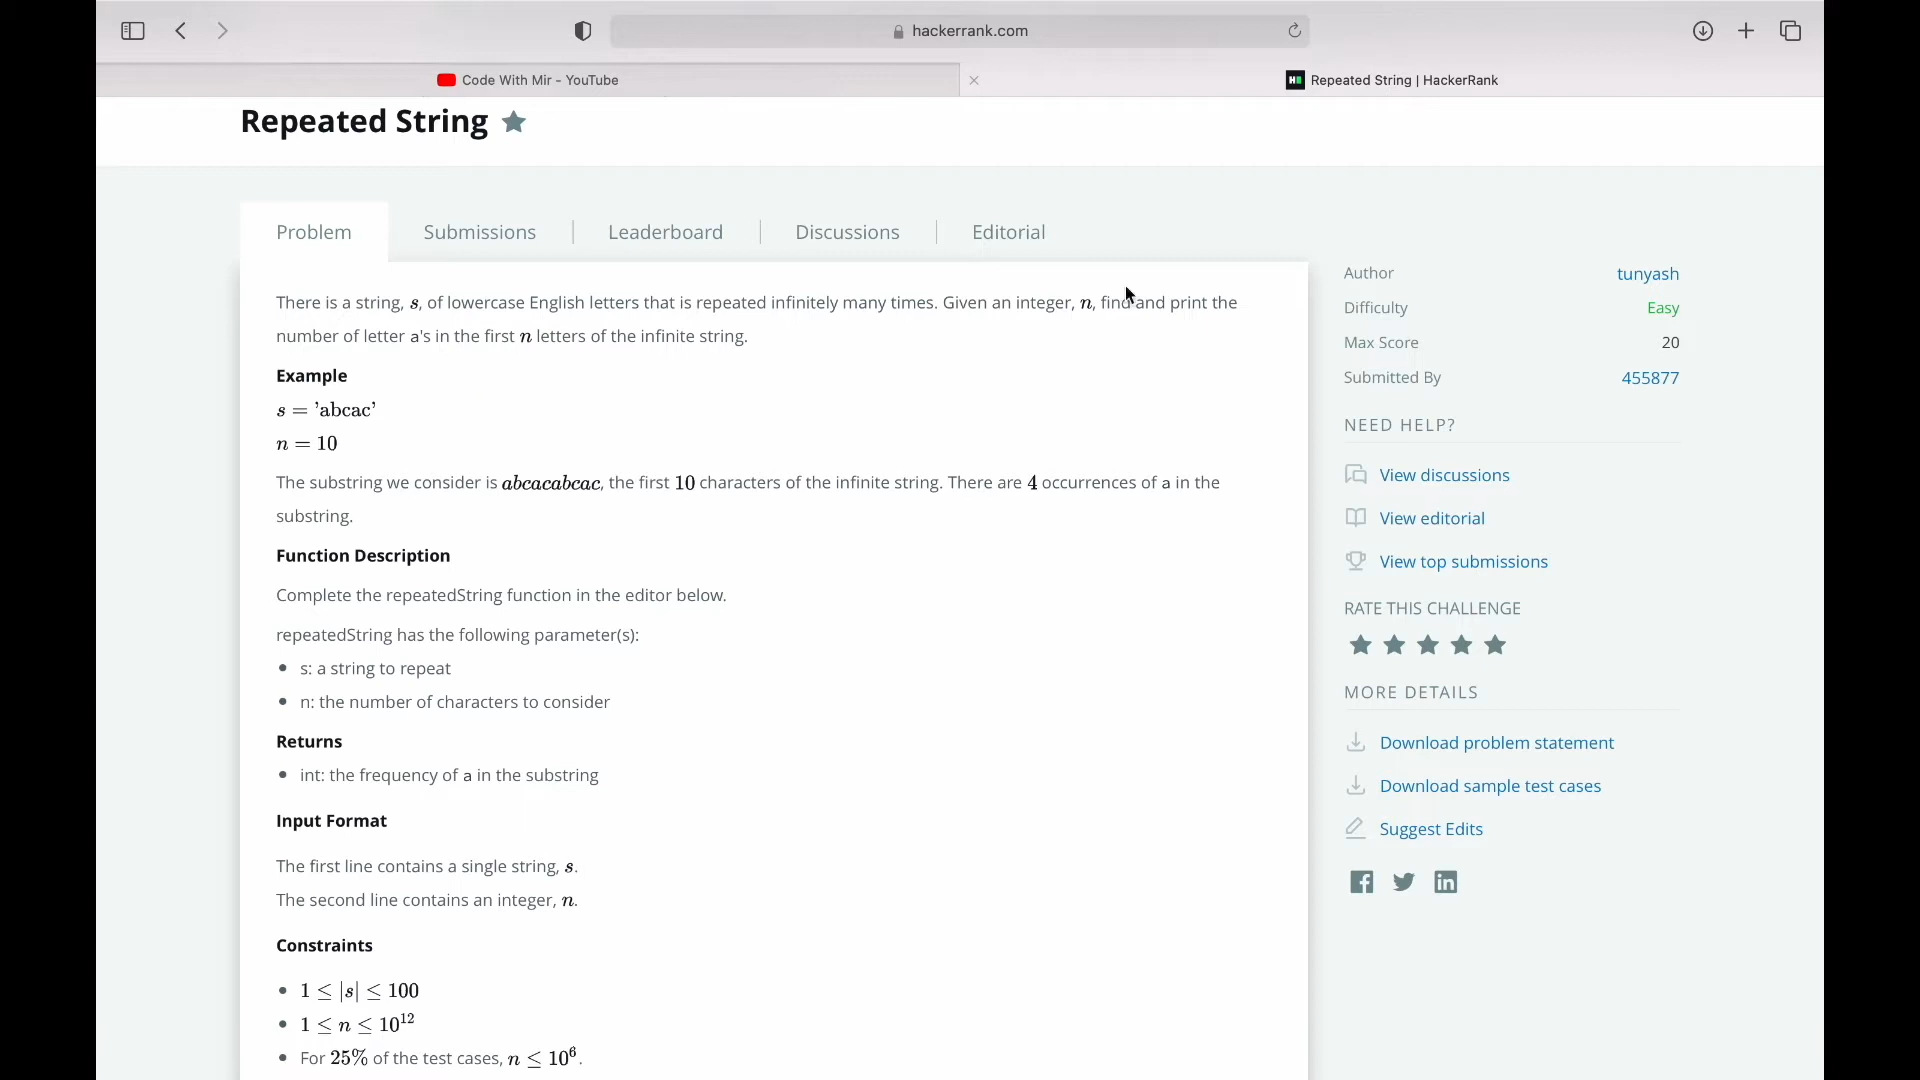 hackerrank.com
Code With Mir - YouTube
Repeated String | HackerRank
Repeated String
Problem
Submissions
Leaderboard
Discussions
Editorial
There is a string, s, of lowercase English letters that is repeated infinitely many times. Given an integer, n, find and print the
number of letter a's in the first n letters of the infinite string.
Example
s = 'abcac'
n = 10
The substring we consider is abcacabcac, the first 10 characters of the infinite string. There are 4 occurrences of a in the
substring.
Function Description
Complete the repeatedString function in the editor below.
repeatedString has the following parameter(s):
• s: a string to repeat
• n: the number of characters to consider
Returns
• int: the frequency of a in the substring
Input Format
The first line contains a single string, s.
The second line contains an integer, n.
Constraints
• 1 ≤ |s| ≤ 100
• 1 ≤ n ≤ 10¹²
• For 25% of the test cases, n ≤ 10⁶.
Author tunyash
Difficulty Easy
Max Score 20
Submitted By 455877
NEED HELP?
View discussions
View editorial
View top submissions
RATE THIS CHALLENGE
MORE DETAILS
Download problem statement
Download sample test cases
Suggest Edits